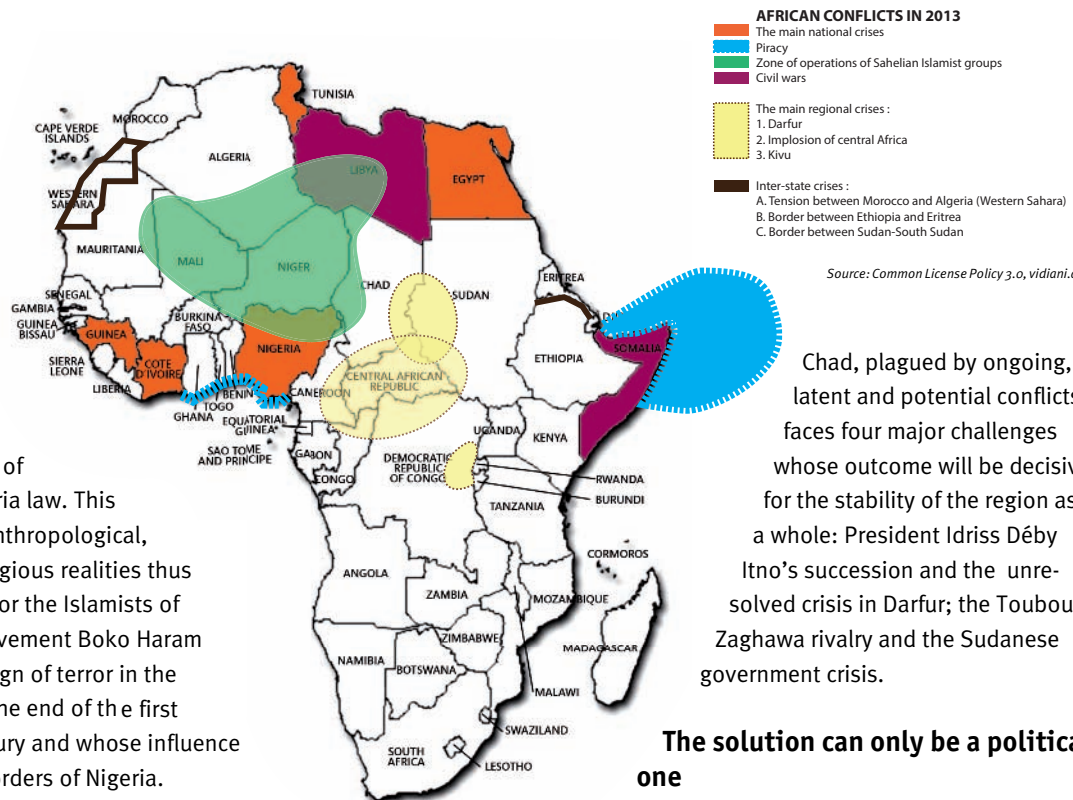 AFRICAN CONFLICTS IN 2013
The main national crises
Piracy
Zone of operations of Sahelian Islamist groups
Civil wars
The main regional crises :
1. Darfur
2. Implosion of central Africa
3. Kivu
Inter-state crises :
A. Tension between Morocco and Algeria (Western Sahara)
B. Border between Ethiopia and Eritrea
C. Border between Sudan-South Sudan
Source: Common License Policy 3.0, vidiani.c
TUNISIA
MOROCCO
CAPE VERDE
ISLANDS
ALGERIA
LIBYA
EGYPT
WESTERN
SAHARA
MAURITANIA
MALI
NIGER
CHAD
SUDAN
ERITREA
SENEGAL
GAMBIA
GUINEA
BISSAU
GUINEA
BURKINA
FASO
NIGERIA
SIERRA
LEONE
COTE
D'IVOIRE
LIBERIA
GHANA
TOGO
BENIN
CAMEROON
CENTRAL AFRICAN
REPUBLIC
ETHIOPIA
SOMALIA
EQUATORIAL
GUINEA
SAO TOME
AND PRINCIPE
GABON
CONGO
DEMOCRATIC
REPUBLIC
OF CONGO
UGANDA
KENYA
RWANDA
BURUNDI
TANZANIA
CORMOROS
ANGOLA
ZAMBIA
MOZAMBIQUE
ZIMBABWE
MADAGASCAR
NAMIBIA
BOTSWANA
MALAWI
SWAZILAND
SOUTH
AFRICA
LESOTHO
of
ria law. This
nthropological,
gious realities thus
or the Islamists of
vement Boko Haram
gn of terror in the
he end of the first
ury and whose influence
orders of Nigeria.
Chad, plagued by ongoing,
latent and potential conflicts
faces four major challenges
whose outcome will be decisiv
for the stability of the region as
a whole: President Idriss Déby
Itno's succession and the unre-
solved crisis in Darfur; the Toubou
Zaghawa rivalry and the Sudanese
government crisis.
The solution can only be a politica
one